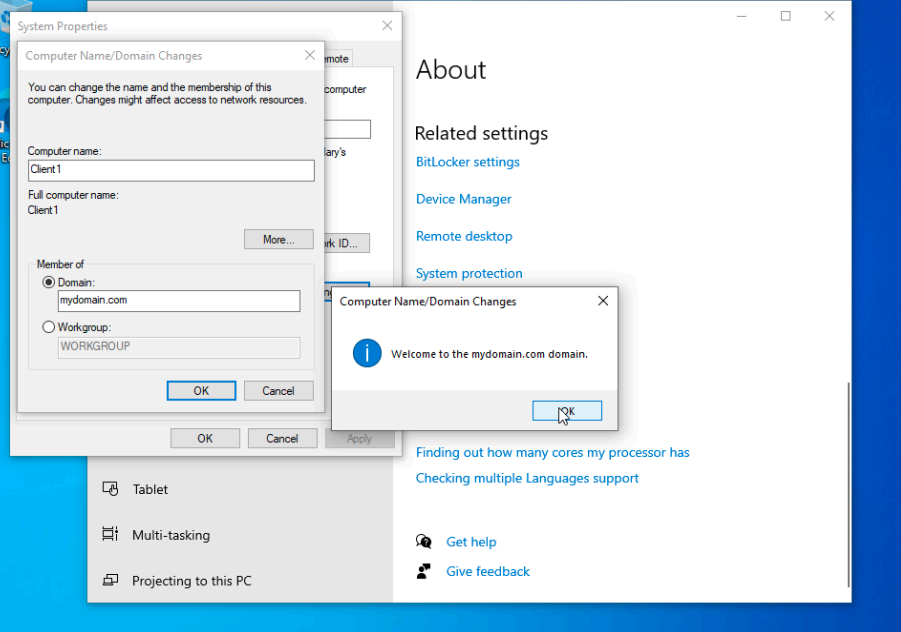 System Properties
Computer Name/Domain Changes
You can change the name and the membership of this
computer. Changes might affect access to network resources.
Computer name:
Client1
Full computer name:
Client1
More...
Member of
Domain:
mydomain.com
Workgroup:
WORKGROUP
OK
Cancel
emote
computer
ary's
rk ID...
OK
Cancel
Apply
Computer Name/Domain Changes
Welcome to the mydomain.com domain.
OK
About
Related settings
BitLocker settings
Device Manager
Remote desktop
System protection
Finding out how many cores my processor has
Checking multiple Languages support
Get help
Give feedback
Tablet
Multi-tasking
Projecting to this PC